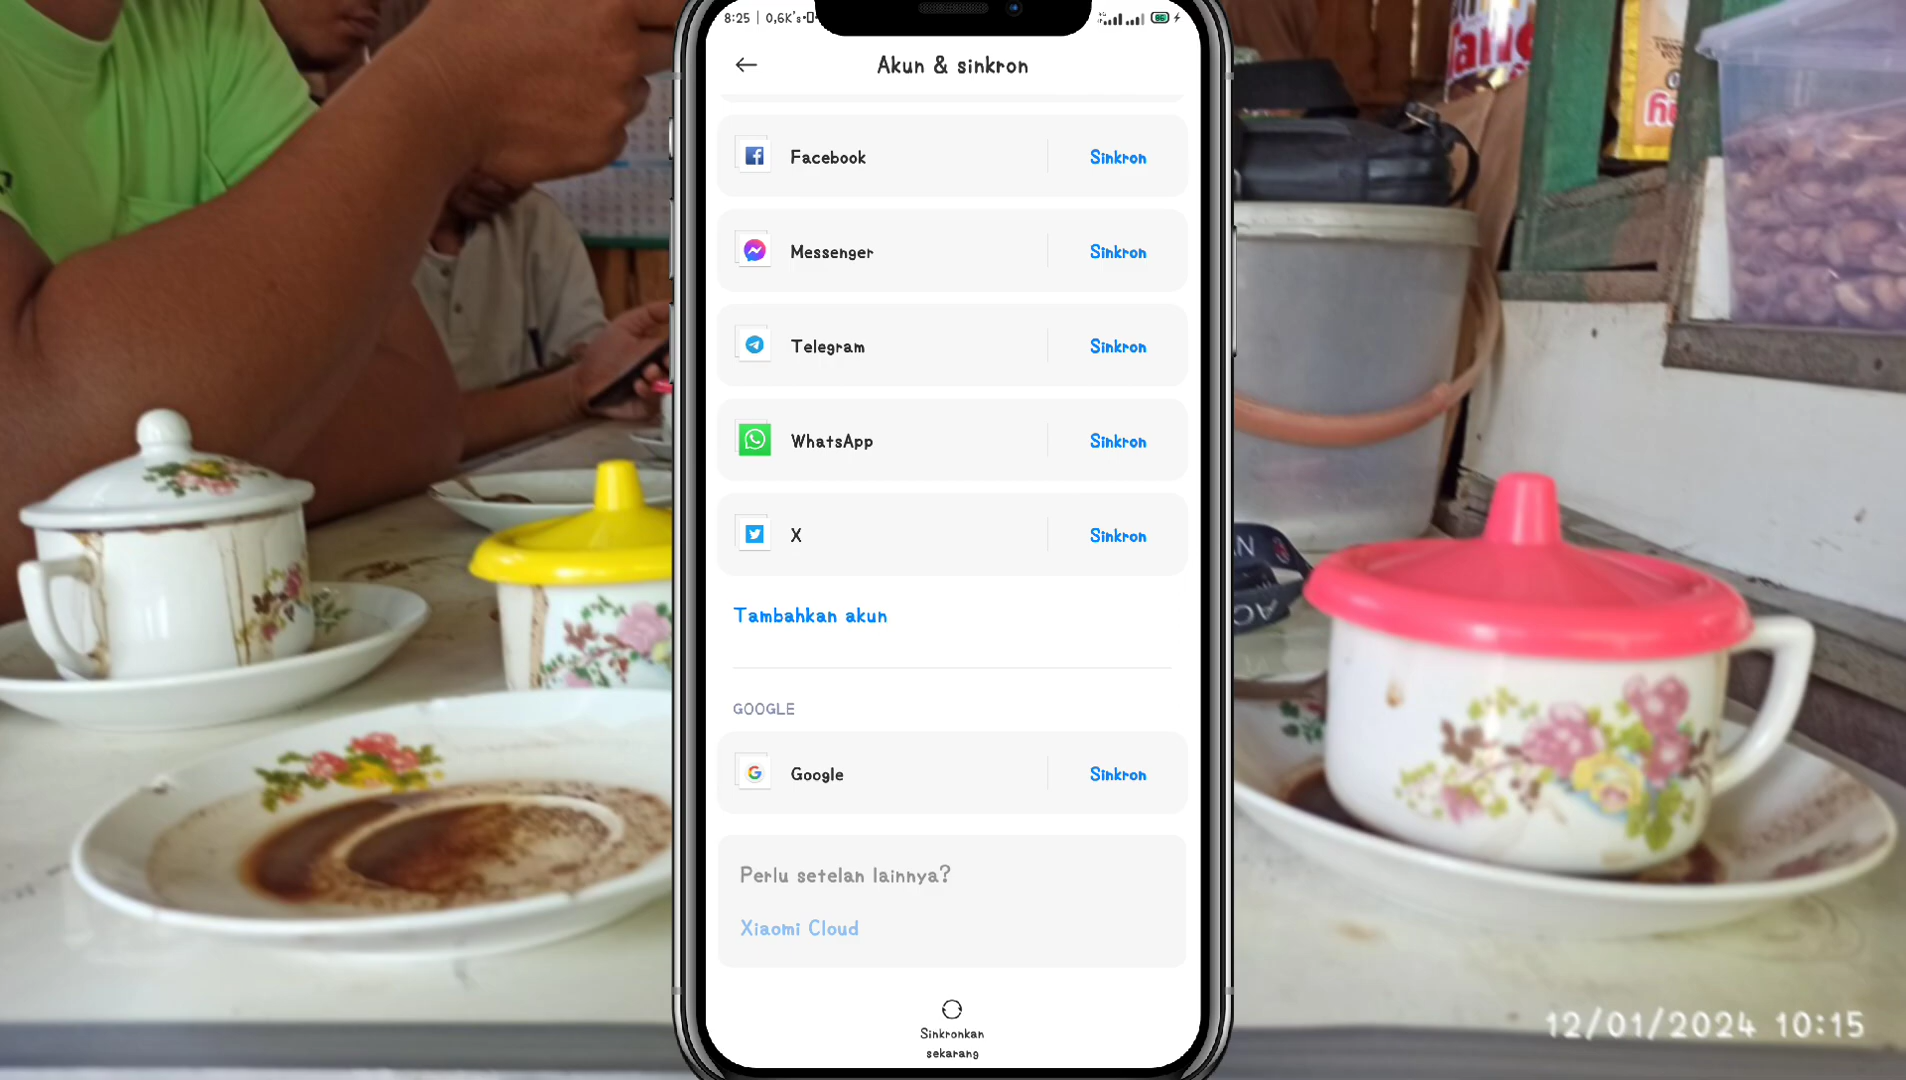 8:25 | 0,6K's
Akun & sinkron
Facebook Sinkron
Messenger Sinkron
Telegram Sinkron
WhatsApp Sinkron
X Sinkron
Tambahkan akun
GOOGLE
Google Sinkron
Perlu setelan lainnya?
Xiaomi Cloud
Sinkronkan
sekarang
12/01/2024 10:15